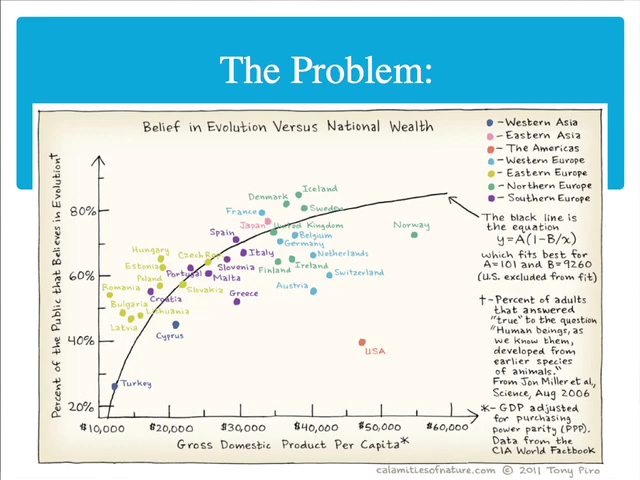 The Problem:
Belief in Evolution Versus National Wealth
Percent of the Public that Believes in Evolution†
80%
60%
40%
20%
$10,000
$20,000
$30,000
$40,000
$50,000
$60,000
Gross Domestic Product Per Capita*
Iceland
Denmark
Sweden
France
Japan
United Kingdom
Norway
Spain
Belgium
Germany
Hungary
Czech Rep
Italy
Netherlands
Estonia
Portugal
Slovenia
Finland
Ireland
Switzerland
Poland
Malta
Romania
Croatia
Slovakia
Greece
Austria
Bulgaria
Lithuania
Latvia
Cyprus
USA
Turkey
- Western Asia
- Eastern Asia
- The Americas
- Western Europe
- Eastern Europe
- Northern Europe
- Southern Europe
The black line is
the equation
y=A(1-B/x)
which fits best for
A=101 and B=9260
(U.S. excluded from fit)
† - Percent of adults
that answered
"true" to the question
"Human beings, as
we know them,
developed from
earlier species
of animals."
From Jon Miller et al.,
Science, Aug 2006
* - GDP adjusted
for purchasing
power parity (PPP).
Data from the
CIA World Factbook
calamitiesofnature.com © 2011 Tony Piro